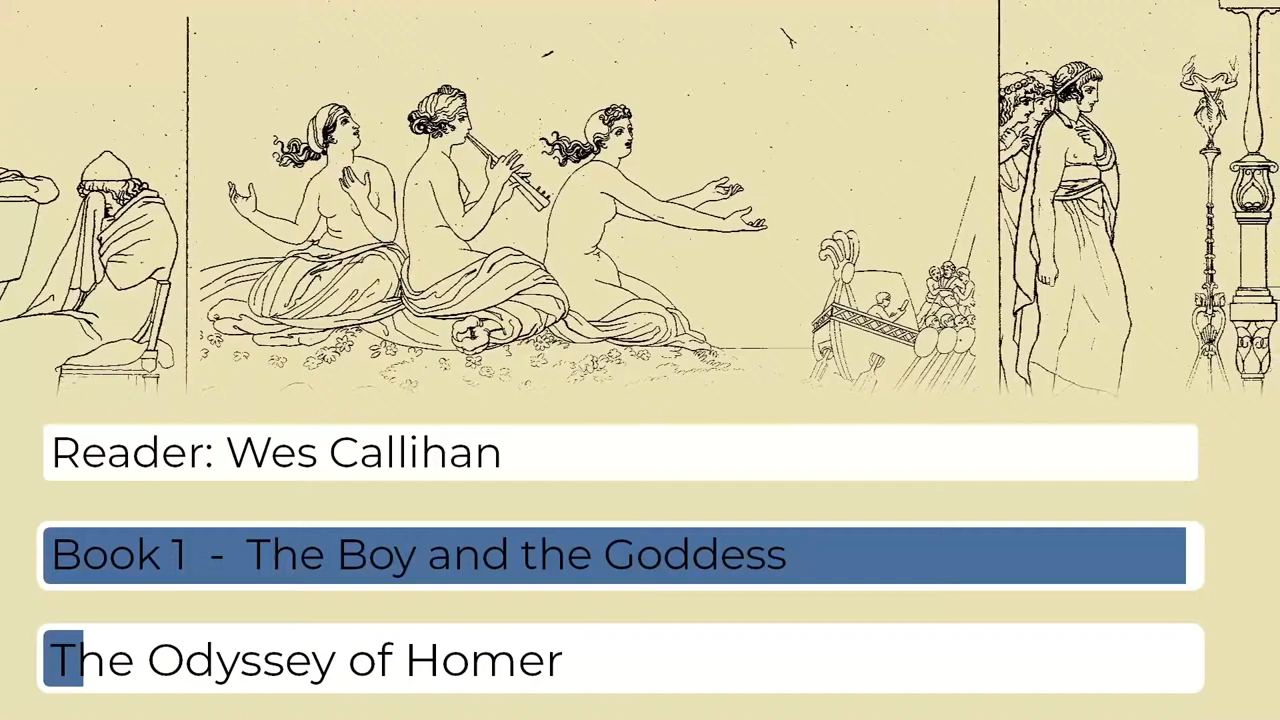 Reader: Wes Callihan
Book 1 - The Boy and the Goddess
The Odyssey of Homer